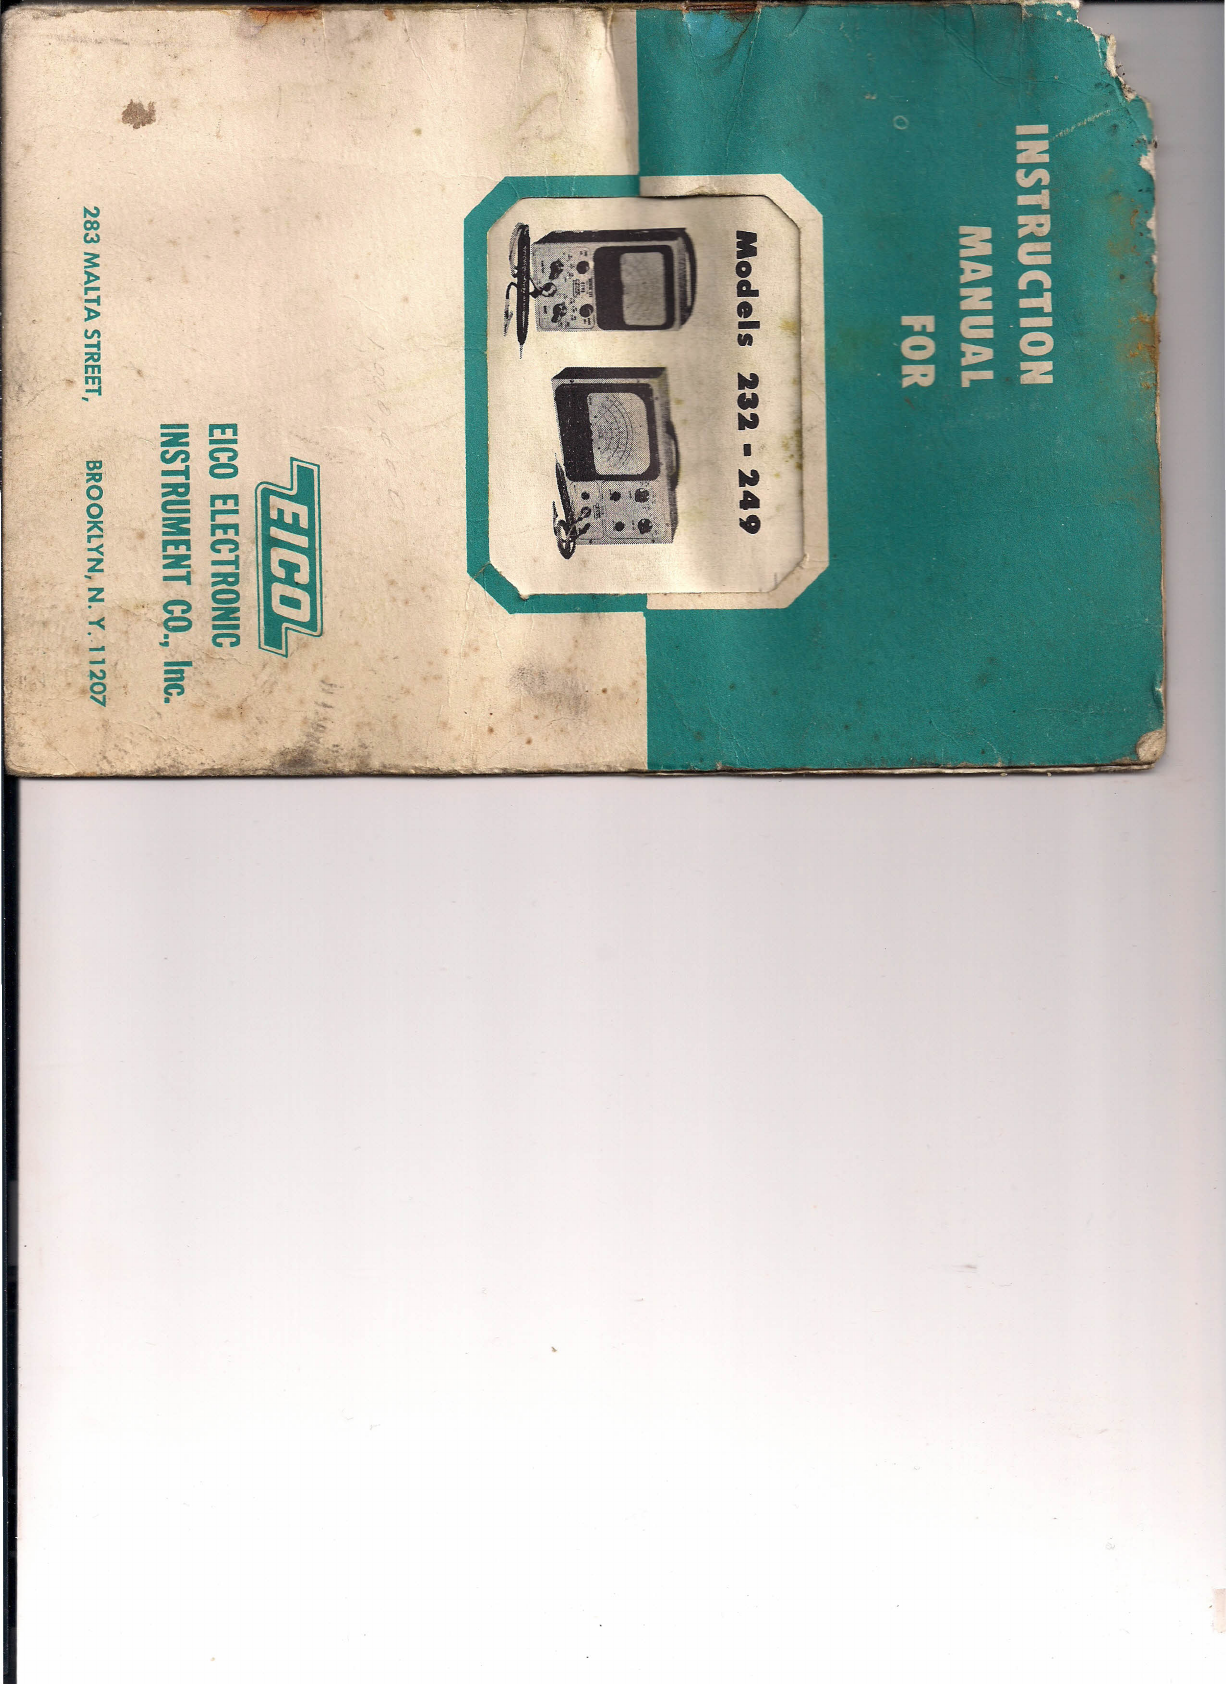 INSTRUCTION
MANUAL
FOR
Models 232 - 249
EICO
EICO ELECTRONIC
INSTRUMENT CO., Inc.
283 MALTA STREET, BROOKLYN, N. Y. 11207